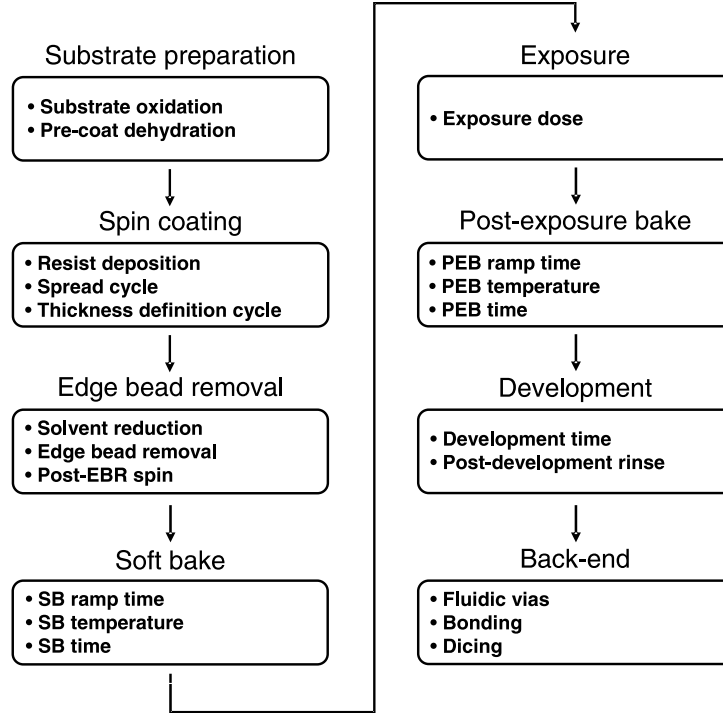 Substrate preparation
• Substrate oxidation
• Pre-coat dehydration
Spin coating
• Resist deposition
• Spread cycle
• Thickness definition cycle
Edge bead removal
• Solvent reduction
• Edge bead removal
• Post-EBR spin
Soft bake
• SB ramp time
• SB temperature
• SB time
Exposure
• Exposure dose
Post-exposure bake
• PEB ramp time
• PEB temperature
• PEB time
Development
• Development time
• Post-development rinse
Back-end
• Fluidic vias
• Bonding
• Dicing